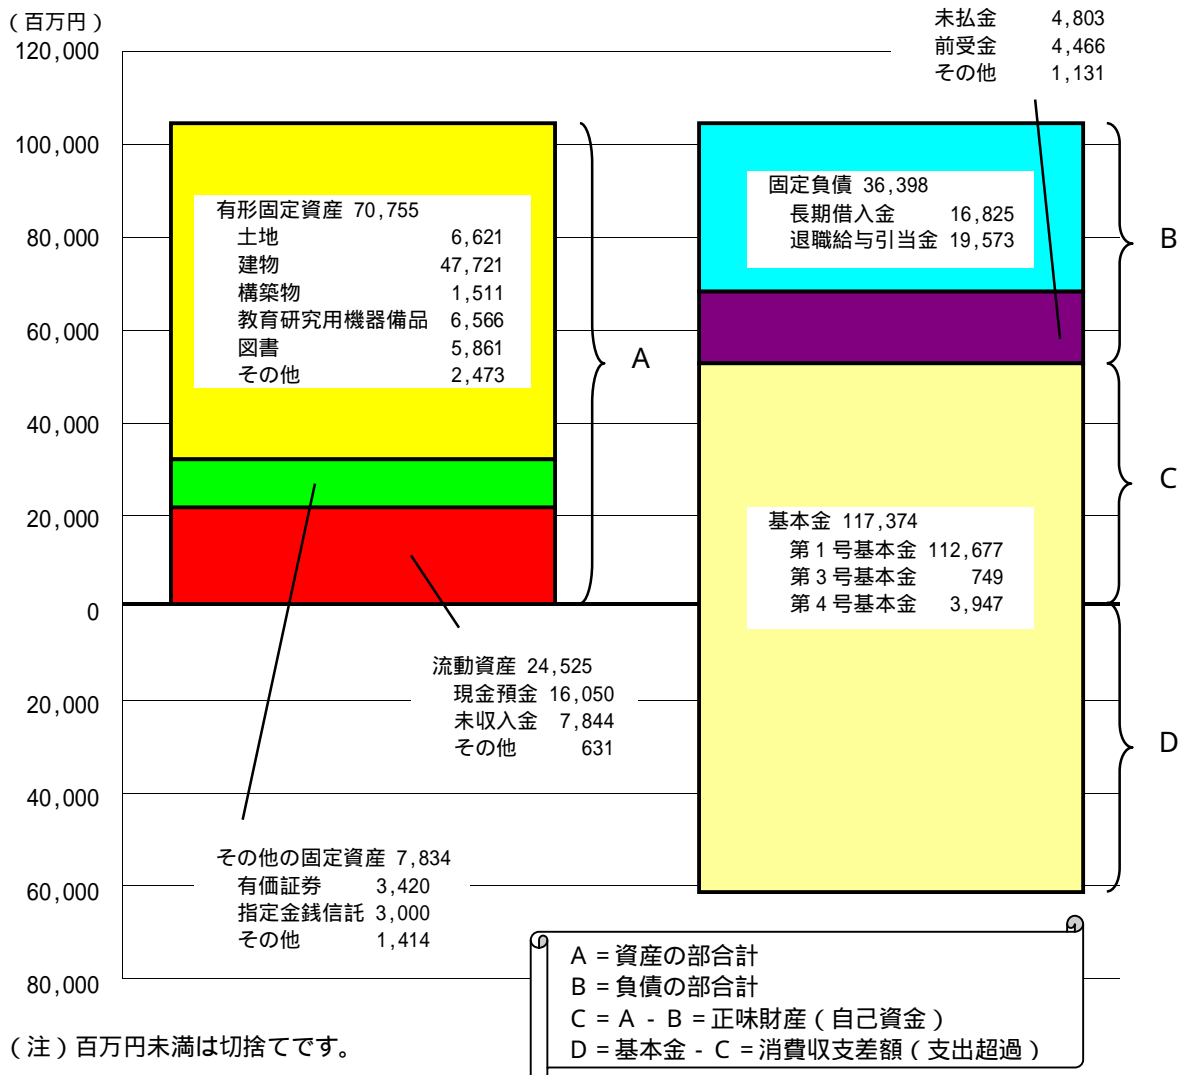 (百万円)
120,000
100,000
80,000
60,000
40,000
20,000
0
20,000
40,000
60,000
80,000
有形固定資産 70,755
土地 6,621
建物 47,721
構築物 1,511
教育研究用機器備品 6,566
図書 5,861
その他 2,473
A
未払金 4,803
前受金 4,466
その他 1,131
固定負債 36,398
長期借入金 16,825
退職給与引当金 19,573
B
C
基本金 117,374
第1号基本金 112,677
第3号基本金 749
第4号基本金 3,947
D
流動資産 24,525
現金預金 16,050
未収入金 7,844
その他 631
その他の固定資産 7,834
有価証券 3,420
指定金銭信託 3,000
その他 1,414
A = 資産の部合計
B = 負債の部合計
C = A - B = 正味財産(自己資金)
D = 基本金 - C = 消費収支差額(支出超過)
(注)百万円未満は切捨てです。